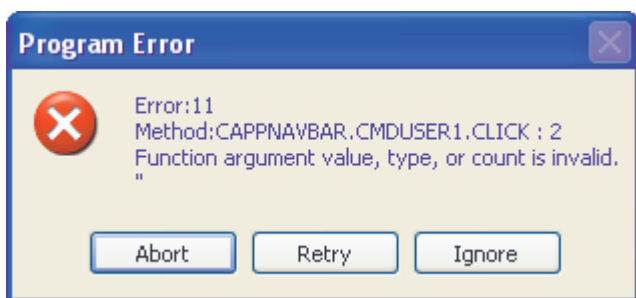 Program Error
Error:11
Method:CAPPNAVBAR.CMDUSER1.CLICK : 2
Function argument value, type, or count is invalid.
"
Abort Retry Ignore